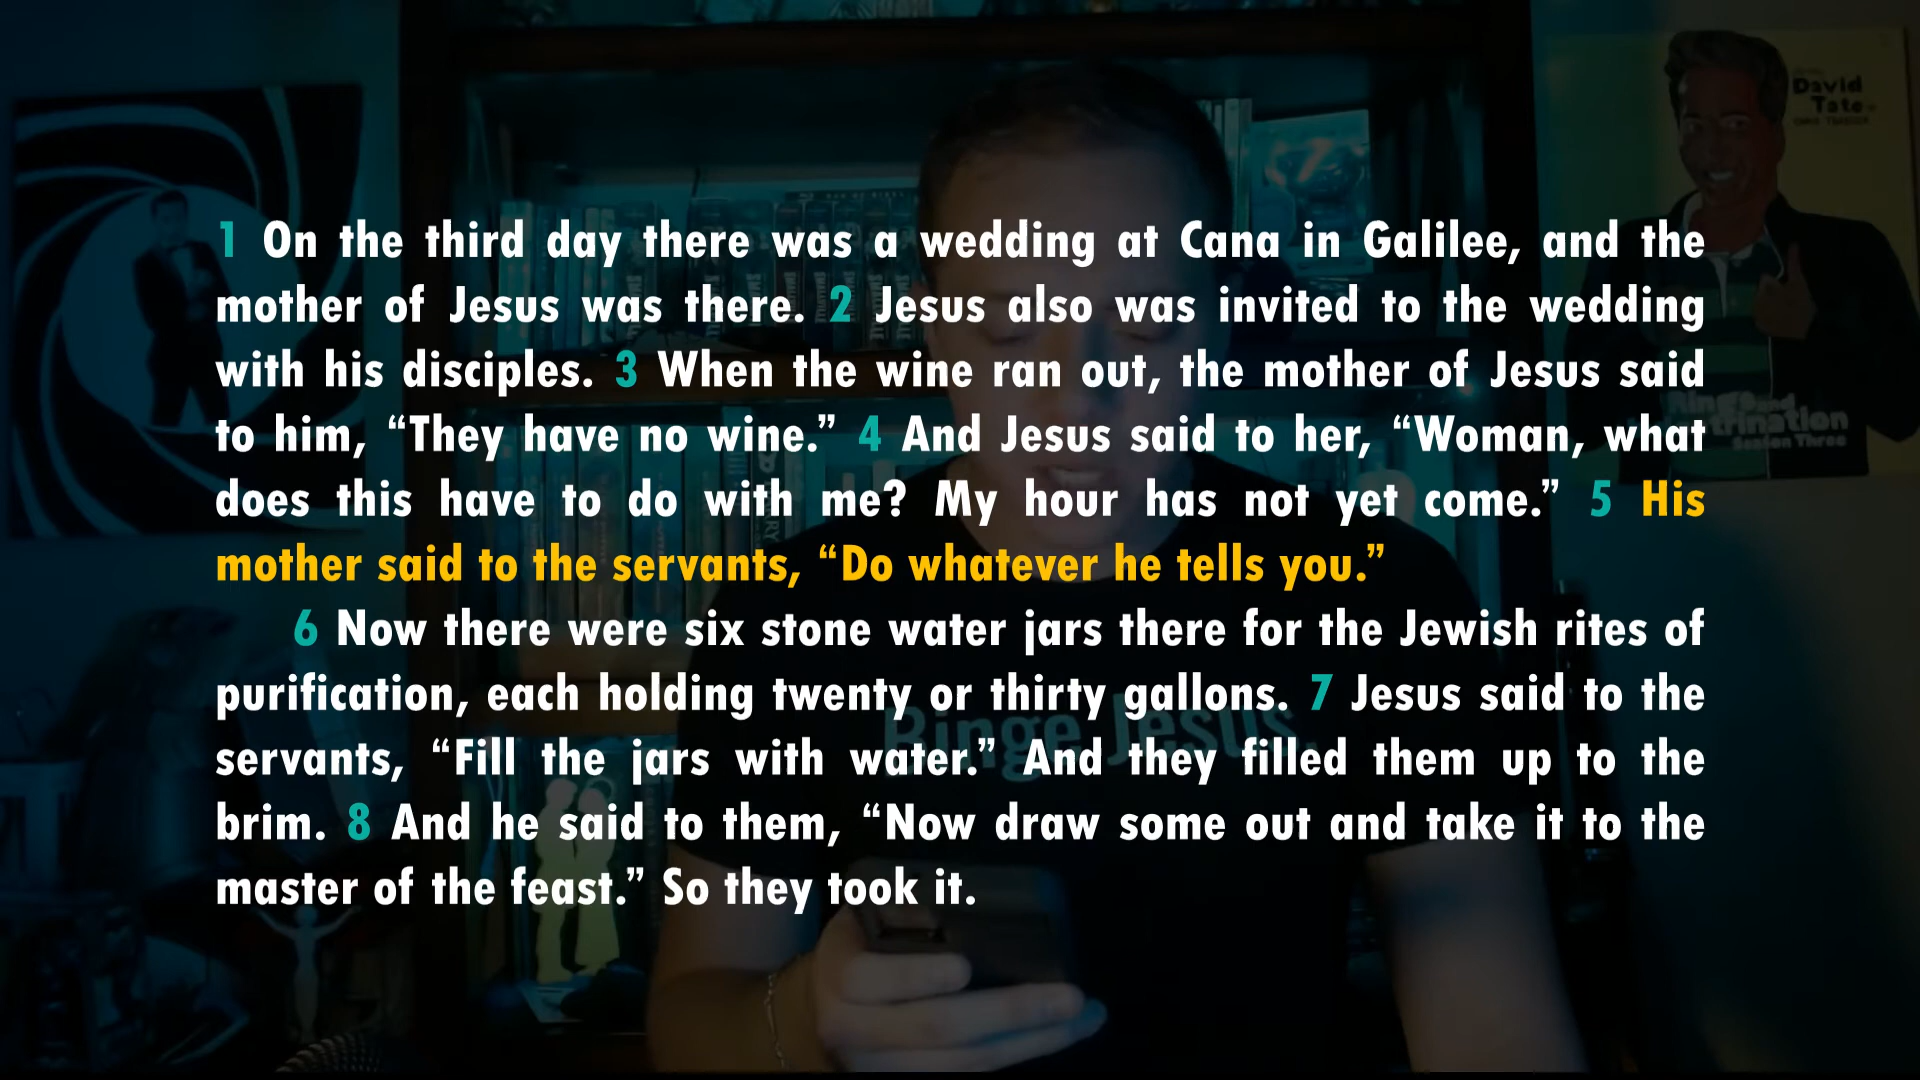 1 On the third day there was a wedding at Cana in Galilee, and the
mother of Jesus was there. 2 Jesus also was invited to the wedding
with his disciples. 3 When the wine ran out, the mother of Jesus said
to him, “They have no wine.” 4 And Jesus said to her, “Woman, what
does this have to do with me? My hour has not yet come.” 5 His
mother said to the servants, “Do whatever he tells you.”
6 Now there were six stone water jars there for the Jewish rites of
purification, each holding twenty or thirty gallons. 7 Jesus said to the
servants, “Fill the jars with water.” And they filled them up to the
brim. 8 And he said to them, “Now draw some out and take it to the
master of the feast.” So they took it.
David
Tate
Season Three
Binge Jesus